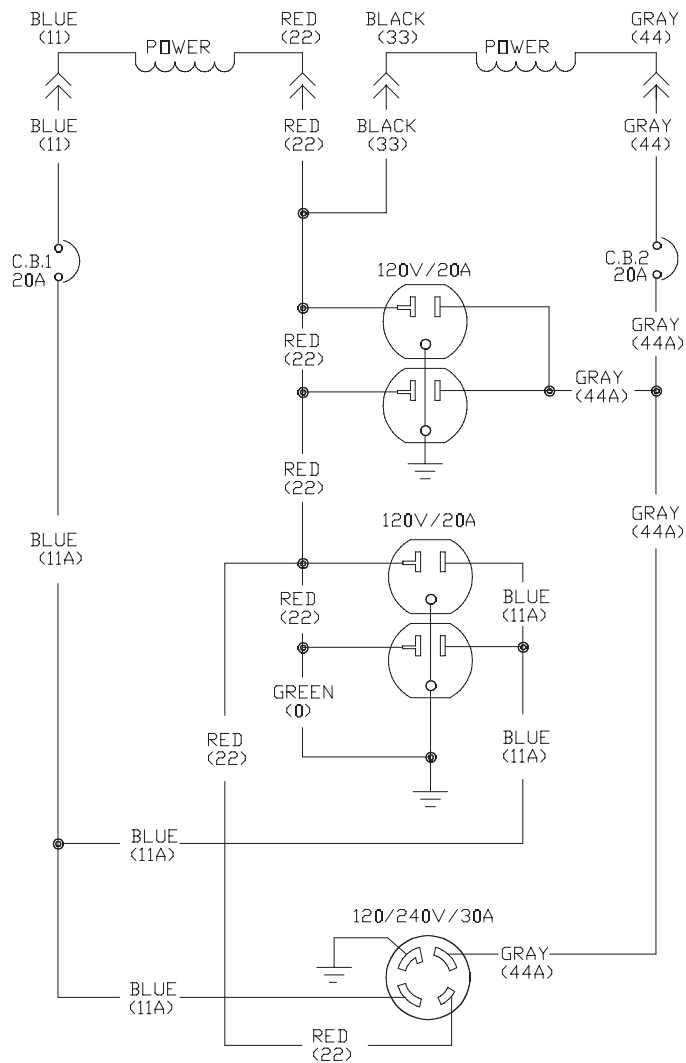 BLUE
(11)
POWER
RED
(22)
BLACK
(33)
POWER
GRAY
(44)
BLUE
(11)
RED
(22)
BLACK
(33)
GRAY
(44)
C.B.1
20A
120V/20A
C.B.2
20A
GRAY
(44A)
RED
(22)
GRAY
(44A)
RED
(22)
BLUE
(11A)
120V/20A
GRAY
(44A)
RED
(22)
BLUE
(11A)
GREEN
(0)
RED
(22)
BLUE
(11A)
BLUE
(11A)
120/240V/30A
GRAY
(44A)
BLUE
(11A)
RED
(22)